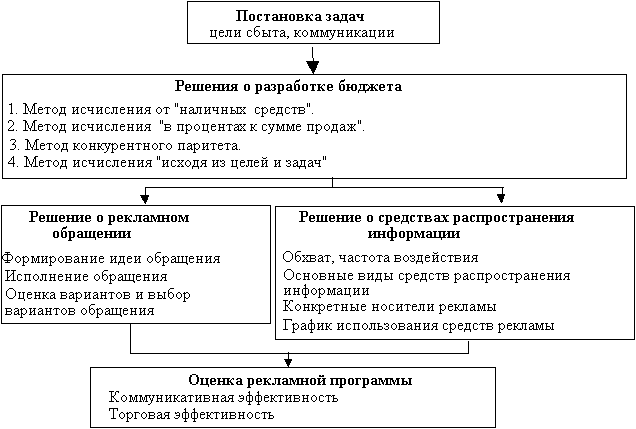 Постановка задач
цели сбыта, коммуникации
Решения о разработке бюджета
1. Метод исчисления от "наличных средств".
2. Метод исчисления "в процентах к сумме продаж".
3. Метод конкурентного паритета.
4. Метод исчисления "исходя из целей и задач"
Решение о рекламном
обращении
Формирование идеи обращения
Исполнение обращения
Оценка вариантов и выбор
вариантов обращения
Решение о средствах распространения
информации
Обхват, частота воздействия
Основные виды средств распространения
информации
Конкретные носители рекламы
График использования средств рекламы
Оценка рекламной программы
Коммуникативная эффективность
Торговая эффективность